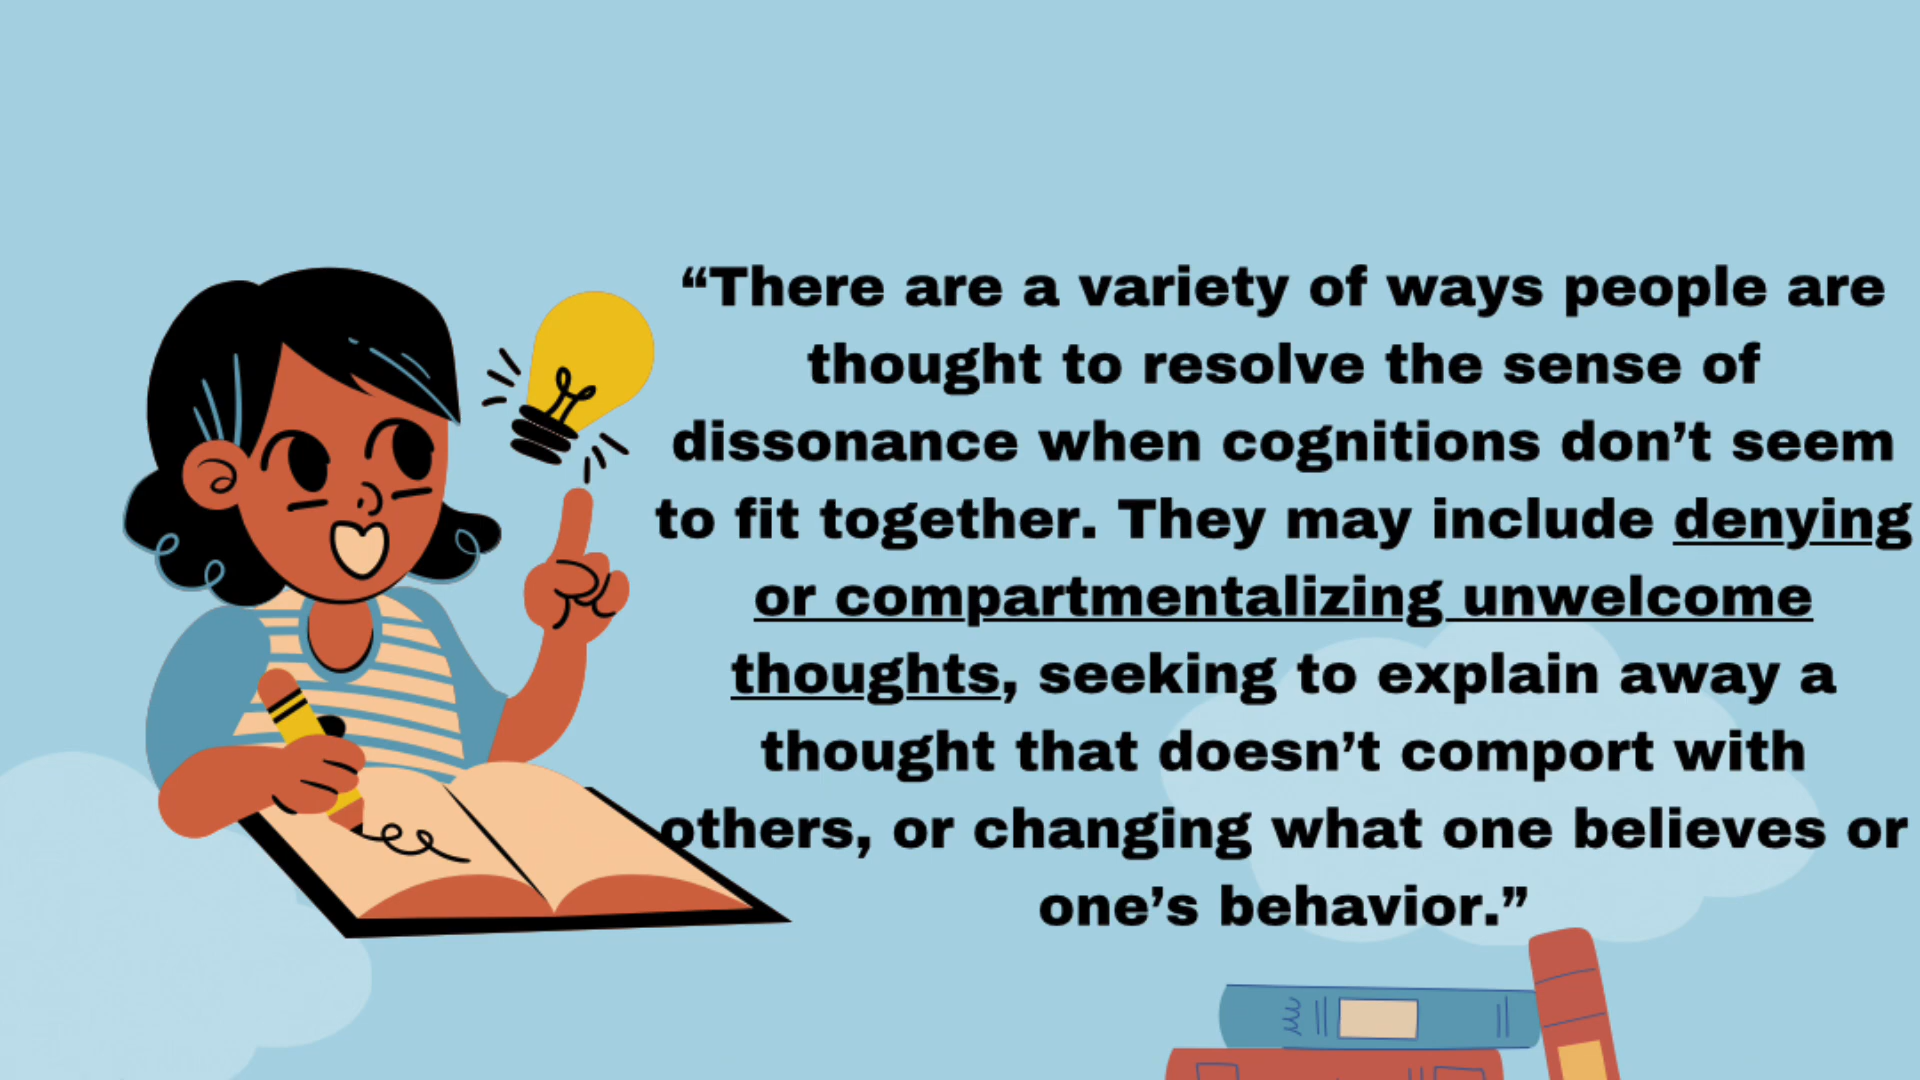 “There are a variety of ways people are
thought to resolve the sense of
dissonance when cognitions don’t seem
to fit together. They may include denying
or compartmentalizing unwelcome
thoughts, seeking to explain away a
thought that doesn’t comport with
others, or changing what one believes or
one’s behavior.”